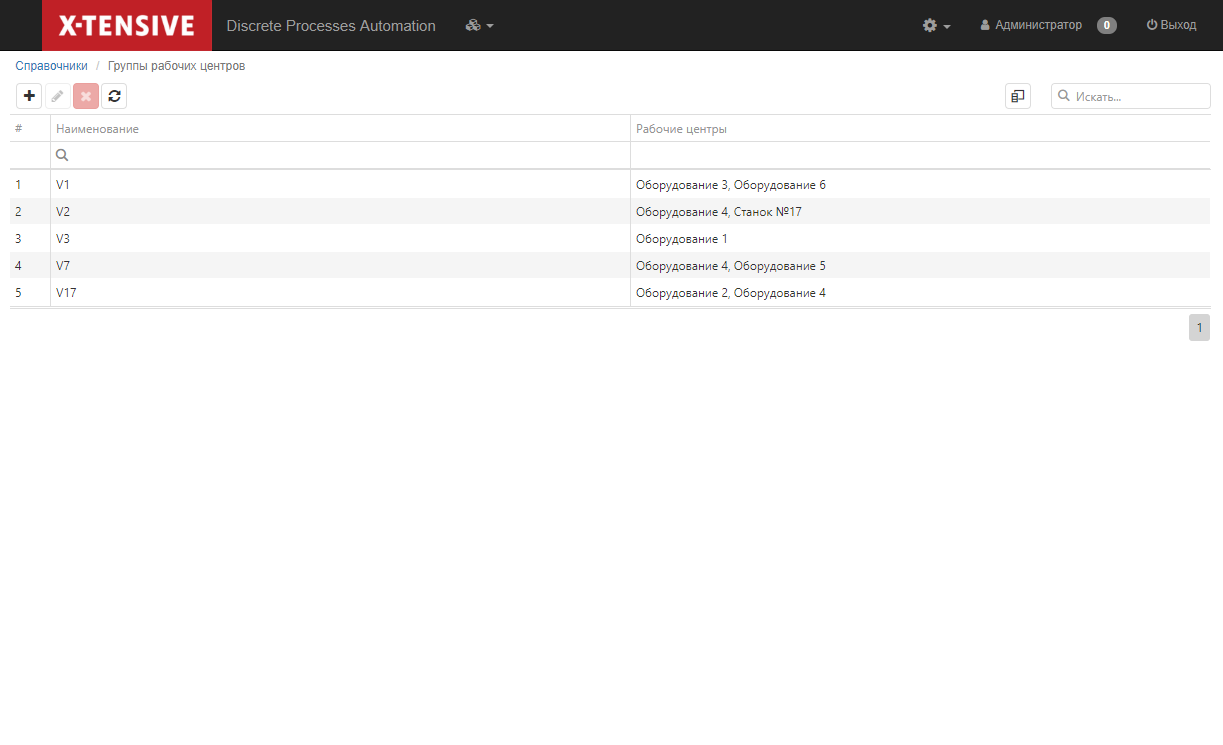 X-TENSIVE Discrete Processes Automation Администратор 0 Выход
Справочники / Группы рабочих центров
Искать...
# Наименование Рабочие центры
1 V1 Оборудование 3, Оборудование 6
2 V2 Оборудование 4, Станок №17
3 V3 Оборудование 1
4 V7 Оборудование 4, Оборудование 5
5 V17 Оборудование 2, Оборудование 4
1